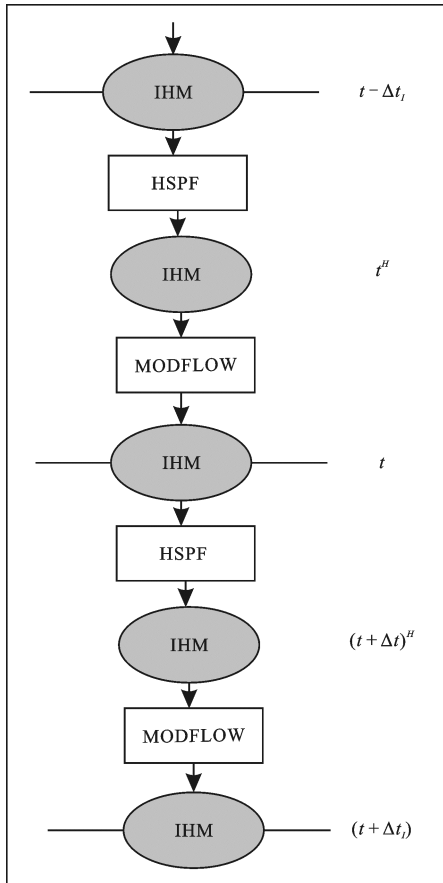 IHM t − Δt_I
HSPF
IHM t^H
MODFLOW
IHM t
HSPF
IHM (t + Δt)^H
MODFLOW
IHM (t + Δt_I)